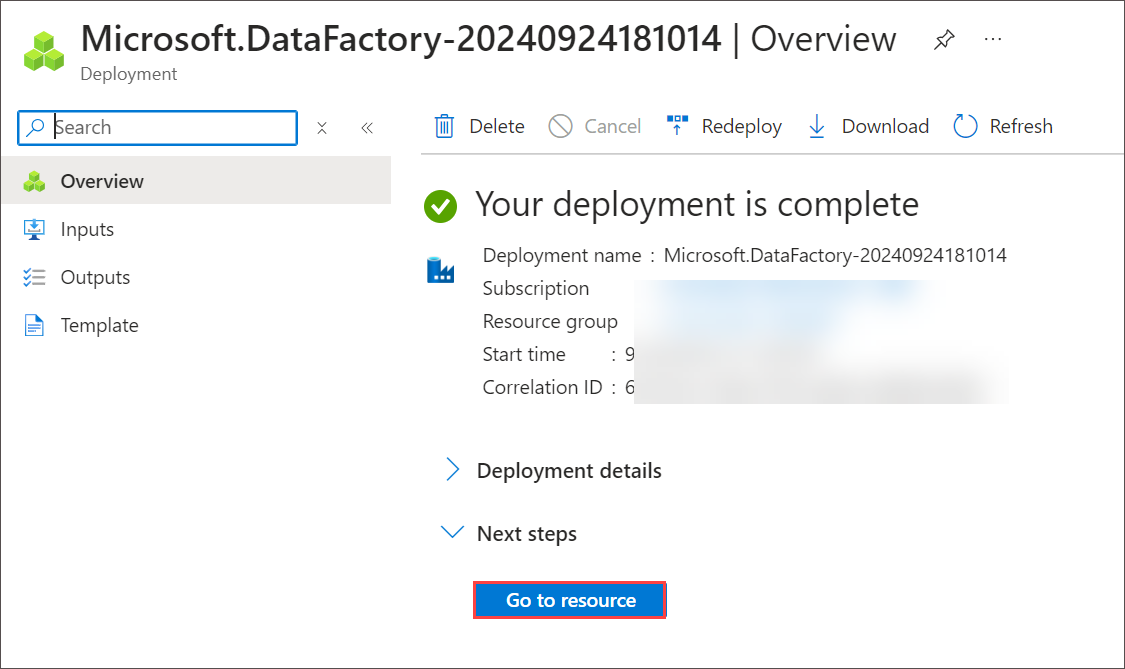 Microsoft.DataFactory-20240924181014 | Overview
Deployment
Search
Delete Cancel Redeploy Download Refresh
Overview
Inputs
Outputs
Template
Your deployment is complete
Deployment name : Microsoft.DataFactory-20240924181014
Subscription
Resource group
Start time : 9
Correlation ID : 6
Deployment details
Next steps
Go to resource